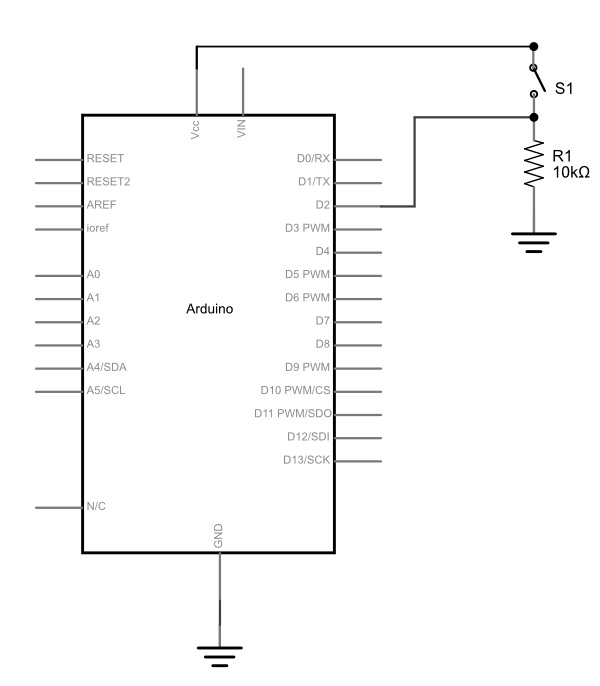 S1
Vcc
VIN
RESET
D0/RX
R1
RESET2
D1/TX
10kΩ
AREF
D2
ioref
D3 PWM
D4
A0
D5 PWM
A1
D6 PWM
Arduino
A2
D7
A3
D8
A4/SDA
D9 PWM
A5/SCL
D10 PWM/CS
D11 PWM/SDO
D12/SDI
D13/SCK
N/C
GND